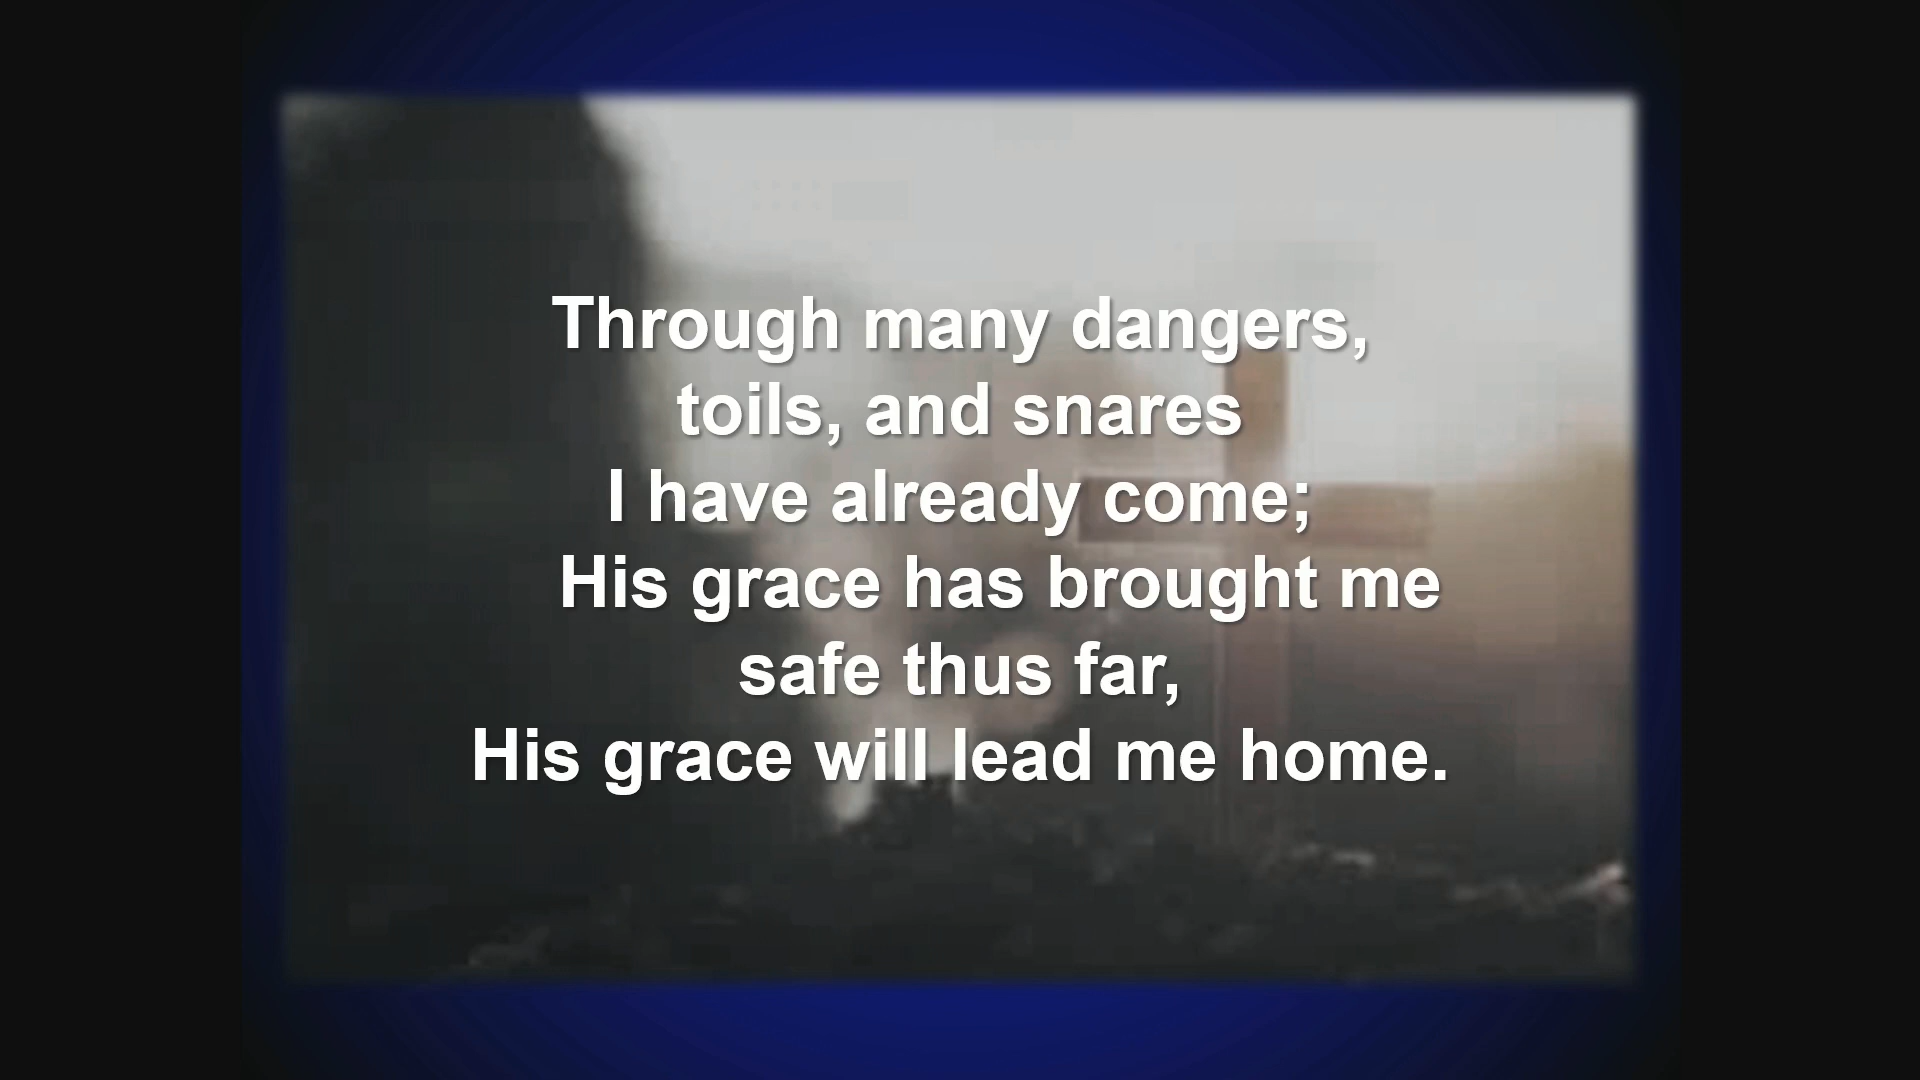 Through many dangers,
toils, and snares
I have already come;
His grace has brought me
safe thus far,
His grace will lead me home.